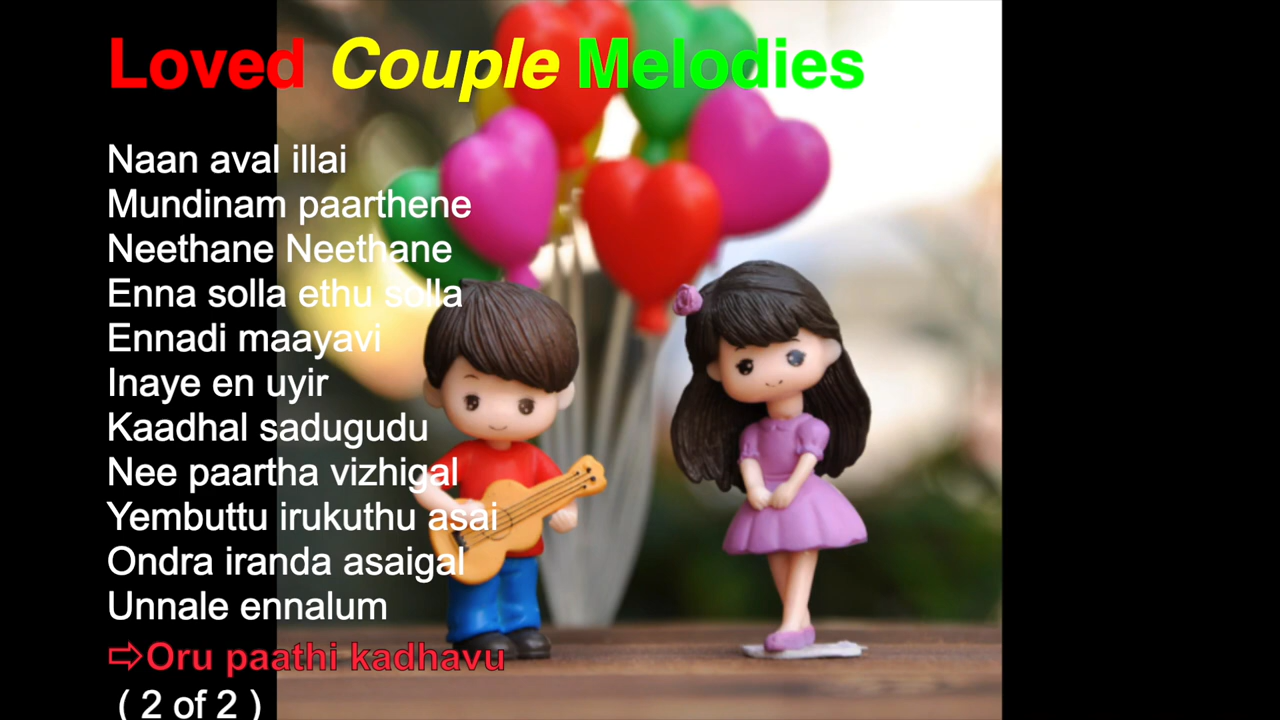 Loved Couple Melodies
Naan aval illai
Mundinam paarthene
Neethane Neethane
Enna solla ethu solla
Ennadi maayavi
Inaye en uyir
Kaadhal sadugudu
Nee paartha vizhigal
Yembuttu irukuthu asai
Ondra iranda asaigal
Unnale ennalum
⇨Oru paathi kadhavu
( 2 of 2 )